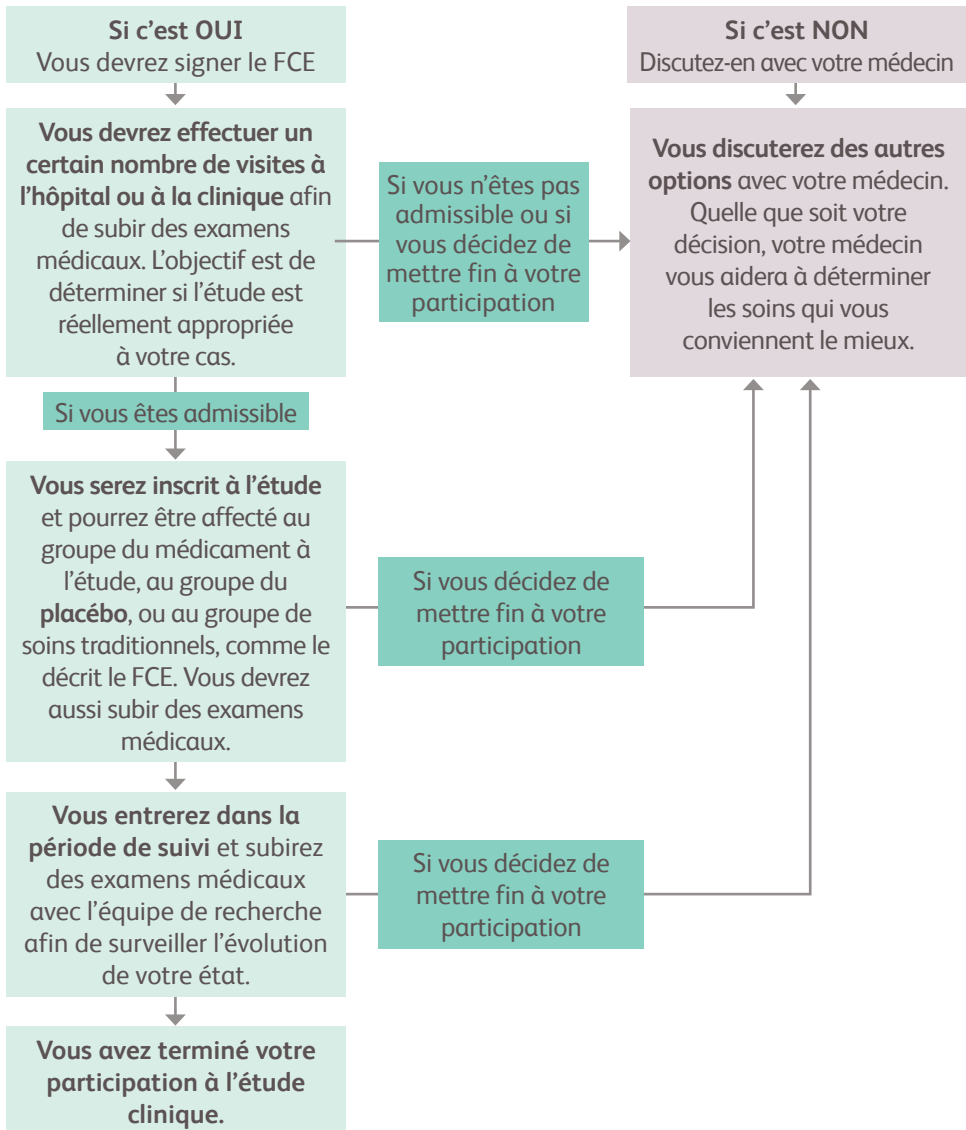 Si c'est OUI
Vous devrez signer le FCE
Si c'est NON
Discutez-en avec votre médecin
Vous devrez effectuer un
certain nombre de visites à
l'hôpital ou à la clinique afin
de subir des examens
médicaux. L'objectif est de
déterminer si l'étude est
réellement appropriée
à votre cas.
Si vous n'êtes pas
admissible ou si
vous décidez de
mettre fin à votre
participation
Vous discuterez des autres
options avec votre médecin.
Quelle que soit votre
décision, votre médecin
vous aidera à déterminer
les soins qui vous
conviennent le mieux.
Si vous êtes admissible
Vous serez inscrit à l'étude
et pourrez être affecté au
groupe du médicament à
l'étude, au groupe du
placébo, ou au groupe de
soins traditionnels, comme le
décrit le FCE. Vous devrez
aussi subir des examens
médicaux.
Si vous décidez de
mettre fin à votre
participation
Vous entrerez dans la
période de suivi et subirez
des examens médicaux
avec l'équipe de recherche
afin de surveiller l'évolution
de votre état.
Si vous décidez de
mettre fin à votre
participation
Vous avez terminé votre
participation à l'étude
clinique.